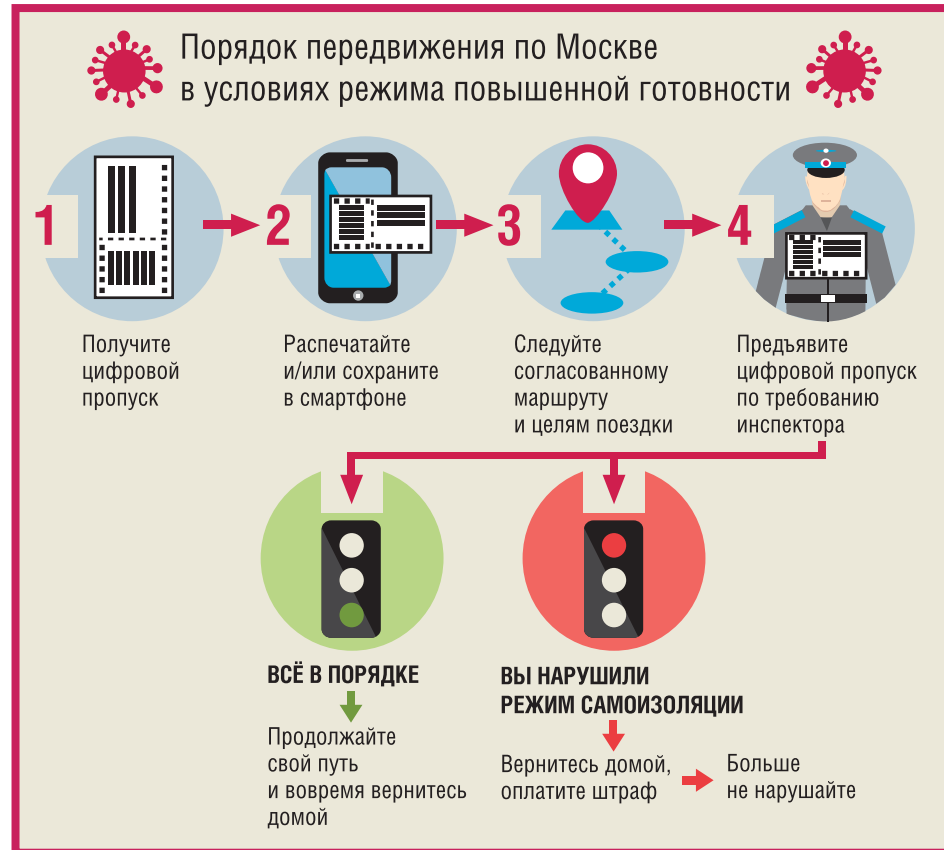 Порядок передвижения по Москве
в условиях режима повышенной готовности
1
Получите
цифровой
пропуск
2
Распечатайте
и/или сохраните
в смартфоне
3
Следуйте
согласованному
маршруту
и целям поездки
4
Предъявите
цифровой пропуск
по требованию
инспектора
ВСЁ В ПОРЯДКЕ
Продолжайте
свой путь
и вовремя вернитесь
домой
ВЫ НАРУШИЛИ
РЕЖИМ САМОИЗОЛЯЦИИ
Вернитесь домой,
оплатите штраф
Больше
не нарушайте